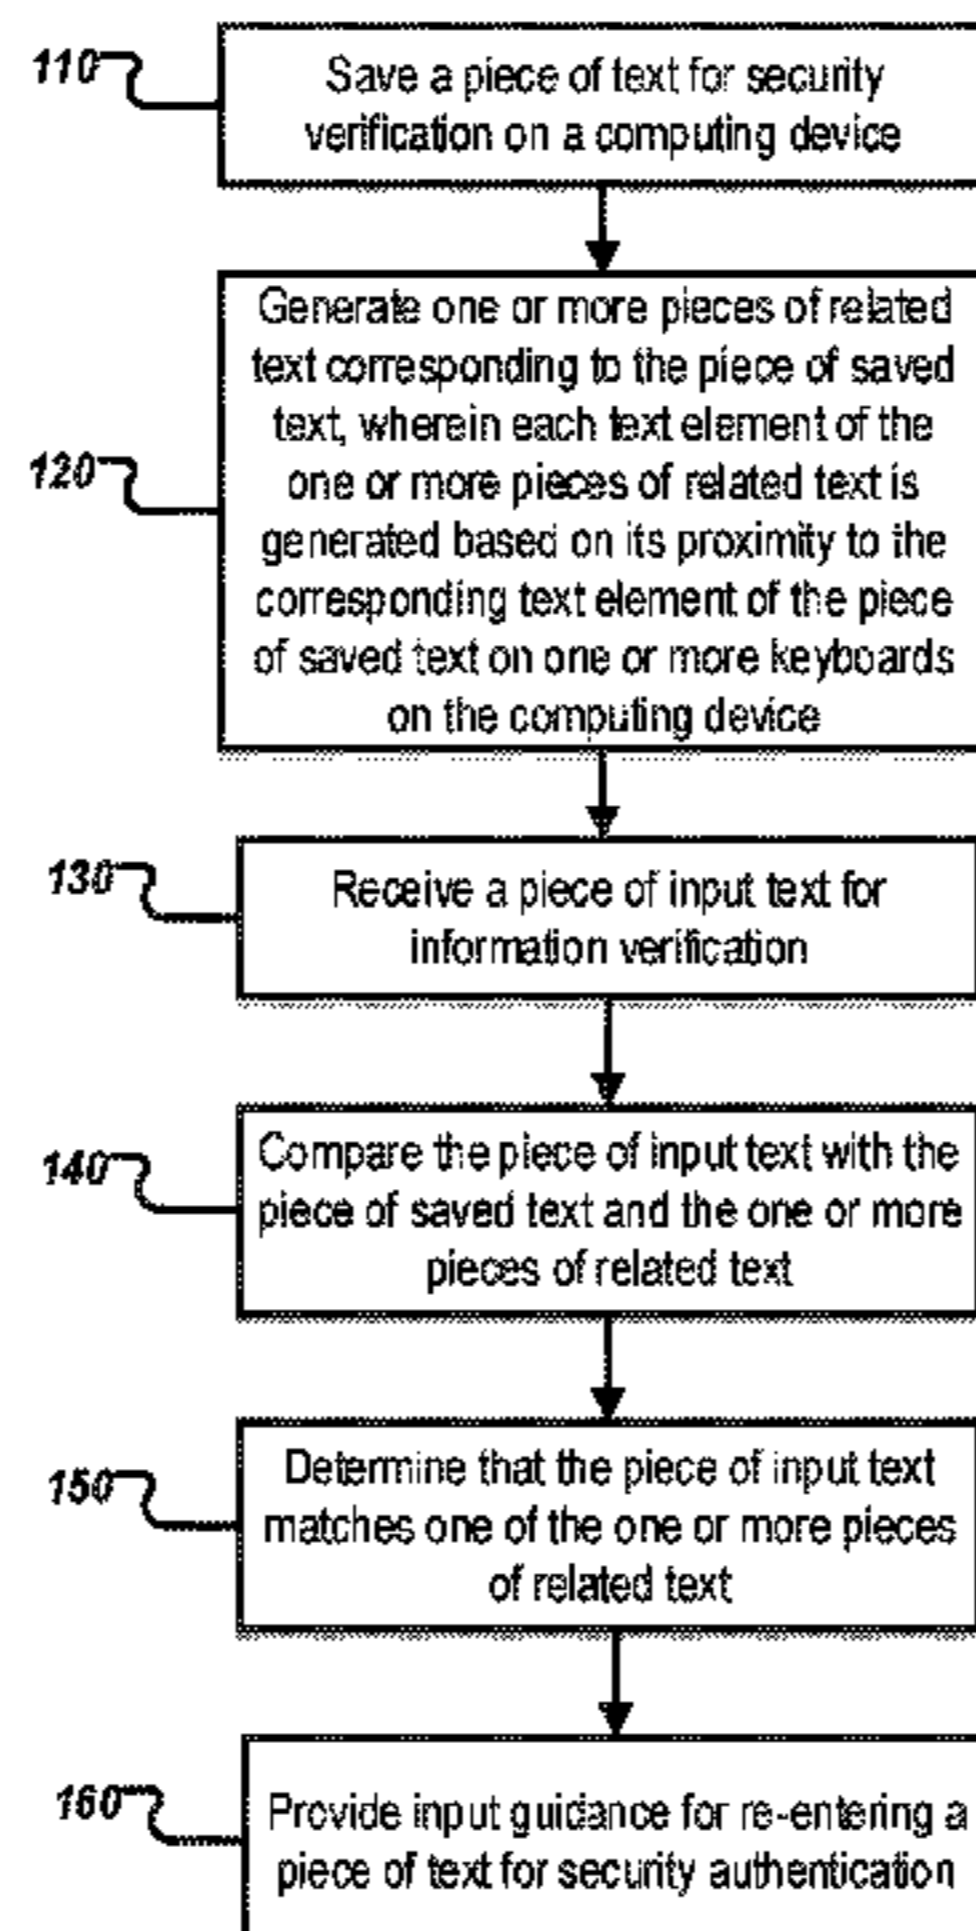 110
Save a piece of text for security
verification on a computing device
Generate one or more pieces of related
text corresponding to the piece of saved
text, wherein each text element of the
120
one or more pieces of related text is
generated based on its proximity to the
corresponding text element of the piece
of saved text on one or more keyboards
on the computing device
130
Receive a piece of input text for
information verification
140
Compare the piece of input text with the
piece of saved text and the one or more
pieces of related text
150
Determine that the piece of input text
matches one of the one or more pieces
of related text
160
Provide input guidance for re-entering a
piece of text for security authentication